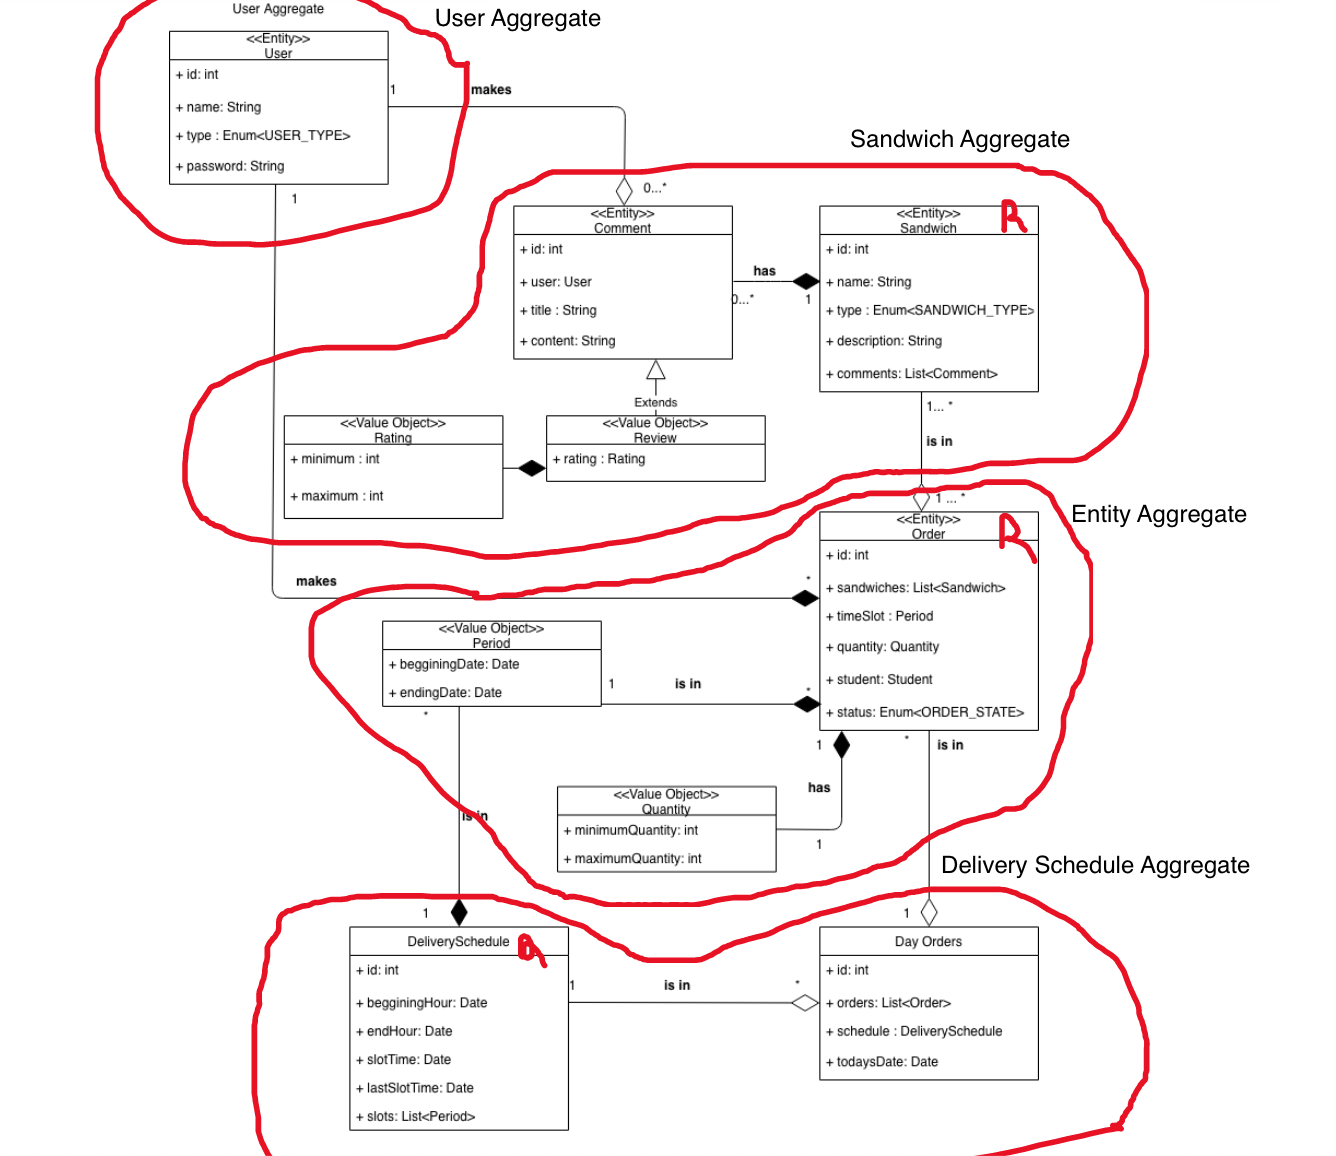 User Aggregate
User Aggregate
<<Entity>>
User
+ id: int
+ name: String
+ type : Enum<USER_TYPE>
+ password: String
1
makes
1
Sandwich Aggregate
0...*
<<Entity>>
Comment
+ id: int
+ user: User
+ title : String
+ content: String
has
0...*
1
<<Entity>>
Sandwich
R
+ id: int
+ name: String
+ type : Enum<SANDWICH_TYPE>
+ description: String
+ comments: List<Comment>
Extends
<<Value Object>>
Rating
+ minimum : int
+ maximum : int
<<Value Object>>
Review
+ rating : Rating
1... *
is in
1 ... *
Entity Aggregate
<<Entity>>
Order
R
+ id: int
+ sandwiches: List<Sandwich>
+ timeSlot : Period
+ quantity: Quantity
+ student: Student
+ status: Enum<ORDER_STATE>
makes
*
<<Value Object>>
Period
+ begginingDate: Date
+ endingDate: Date
1
is in
*
*
is in
1
has
1
<<Value Object>>
Quantity
+ minimumQuantity: int
+ maximumQuantity: int
*
is in
Delivery Schedule Aggregate
1
1
DeliverySchedule
R
+ id: int
+ begginingHour: Date
+ endHour: Date
+ slotTime: Date
+ lastSlotTime: Date
+ slots: List<Period>
1
is in
*
Day Orders
+ id: int
+ orders: List<Order>
+ schedule : DeliverySchedule
+ todaysDate: Date